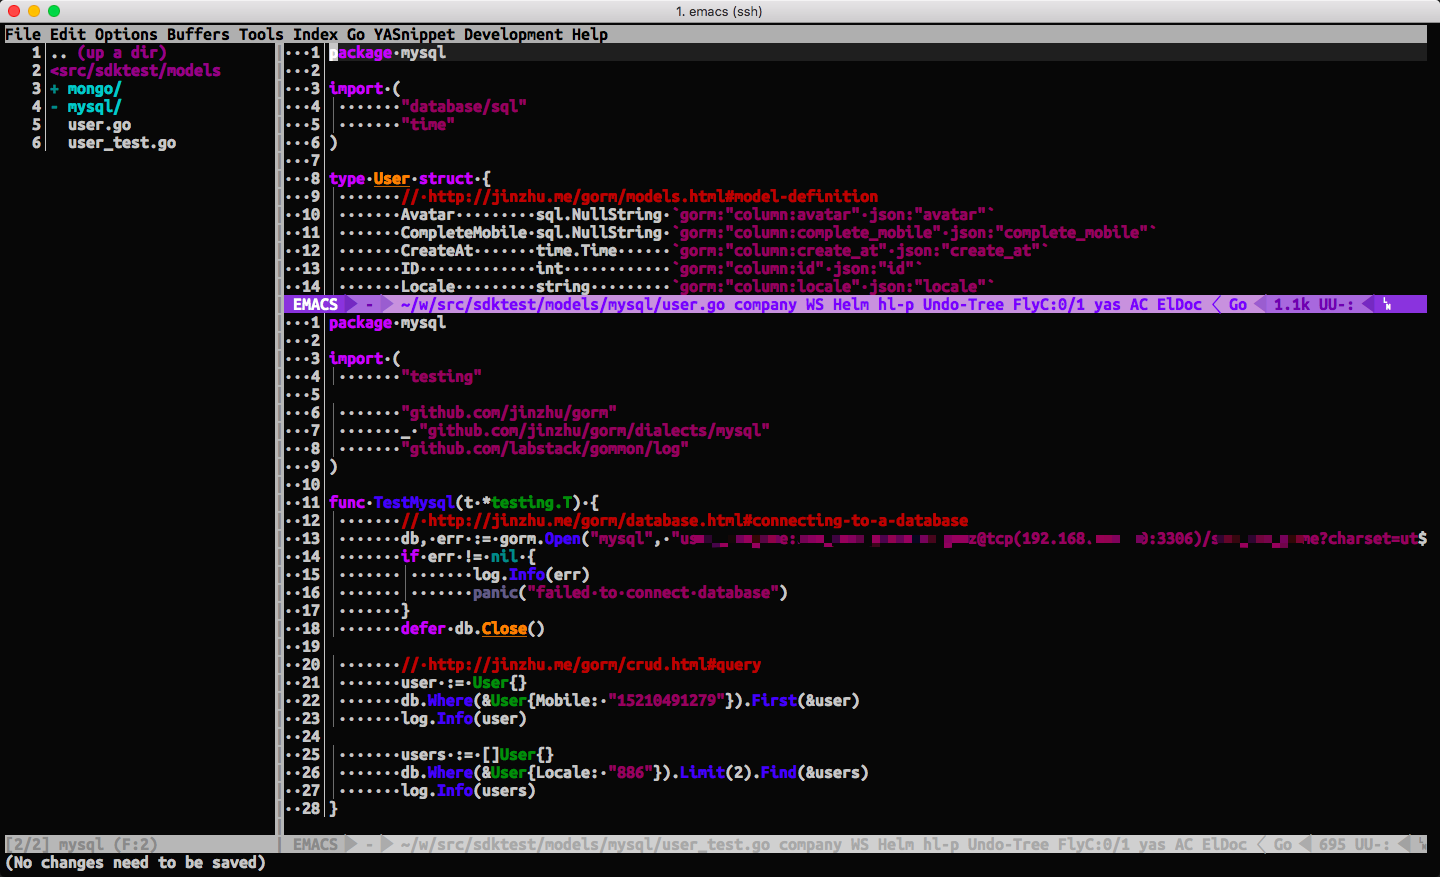 1. emacs (ssh)
File Edit Options Buffers Tools Index Go YASnippet Development Help
1 .. (up a dir)
2 <src/sdktest/models
3 + mongo/
4 - mysql/
5 user.go
6 user_test.go
[2/2] mysql (F:2)
···1 package·mysql
···2
···3 import·(
···4 ·······"database/sql"
···5 ·······"time"
···6 )
···7
···8 type·User·struct·{
···9 ·······//·http://jinzhu.me/gorm/models.html#model-definition
··10 ·······Avatar·········sql.NullString·`gorm:"column:avatar"·json:"avatar"`
··11 ·······CompleteMobile·sql.NullString·`gorm:"column:complete_mobile"·json:"complete_mobile"`
··12 ·······CreateAt·······time.Time······`gorm:"column:create_at"·json:"create_at"`
··13 ·······ID·············int············`gorm:"column:id"·json:"id"`
··14 ·······Locale·········string·········`gorm:"column:locale"·json:"locale"`
EMACS - ~/w/src/sdktest/models/mysql/user.go company WS Helm hl-p Undo-Tree FlyC:0/1 yas AC ElDoc Go 1.1k UU-:
···1 package·mysql
···2
···3 import·(
···4 ·······"testing"
···5
···6 ·······"github.com/jinzhu/gorm"
···7 ·······_·"github.com/jinzhu/gorm/dialects/mysql"
···8 ·······"github.com/labstack/gommon/log"
···9 )
··10
··11 func·TestMysql(t·*testing.T)·{
··12 ·······//·http://jinzhu.me/gorm/database.html#connecting-to-a-database
··13 ·······db,·err·:=·gorm.Open("mysql",·"us @tcp(192.168. 0:3306)/s me?charset=ut$
··14 ·······if·err·!=·nil·{
··15 ·······│·······log.Info(err)
··16 ·······│·······panic("failed·to·connect·database")
··17 ·······}
··18 ·······defer·db.Close()
··19
··20 ·······//·http://jinzhu.me/gorm/crud.html#query
··21 ·······user·:=·User{}
··22 ·······db.Where(&User{Mobile:·"15210491279"}).First(&user)
··23 ·······log.Info(user)
··24
··25 ·······users·:=·[]User{}
··26 ·······db.Where(&User{Locale:·"886"}).Limit(2).Find(&users)
··27 ·······log.Info(users)
··28 }
EMACS - ~/w/src/sdktest/models/mysql/user_test.go company WS Helm hl-p Undo-Tree FlyC:0/1 yas AC ElDoc Go 695 UU-:
(No changes need to be saved)